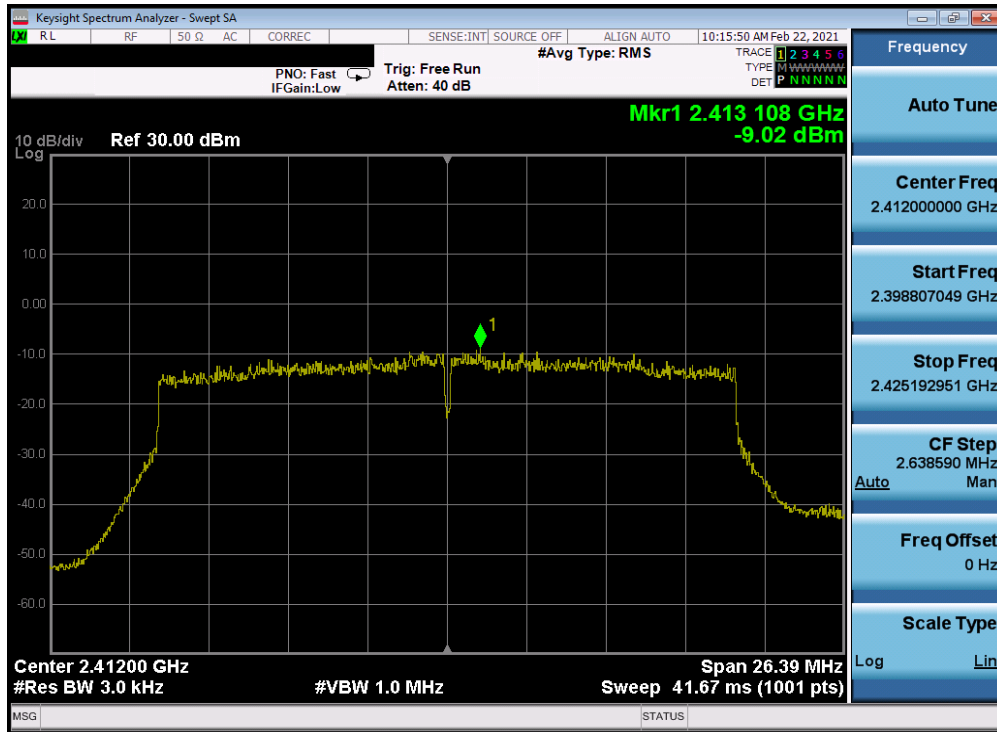 Keysight Spectrum Analyzer - Swept SA
LXI RL RF 50 Ω AC CORREC SENSE:INT SOURCE OFF ALIGN AUTO 10:15:50 AM Feb 22, 2021
#Avg Type: RMS
TRACE 1 2 3 4 5 6
PNO: Fast Trig: Free Run
TYPE M W W W W W
IFGain:Low Atten: 40 dB
DET P N N N N N
Mkr1 2.413 108 GHz
-9.02 dBm
10 dB/div Ref 30.00 dBm
Log
20.0
10.0
0.00
1
-10.0
-20.0
-30.0
-40.0
-50.0
-60.0
Center 2.41200 GHz Span 26.39 MHz
#Res BW 3.0 kHz #VBW 1.0 MHz Sweep 41.67 ms (1001 pts)
MSG STATUS
Frequency
Auto Tune
Center Freq
2.412000000 GHz
Start Freq
2.398807049 GHz
Stop Freq
2.425192951 GHz
CF Step
2.638590 MHz
Auto Man
Freq Offset
0 Hz
Scale Type
Log Lin